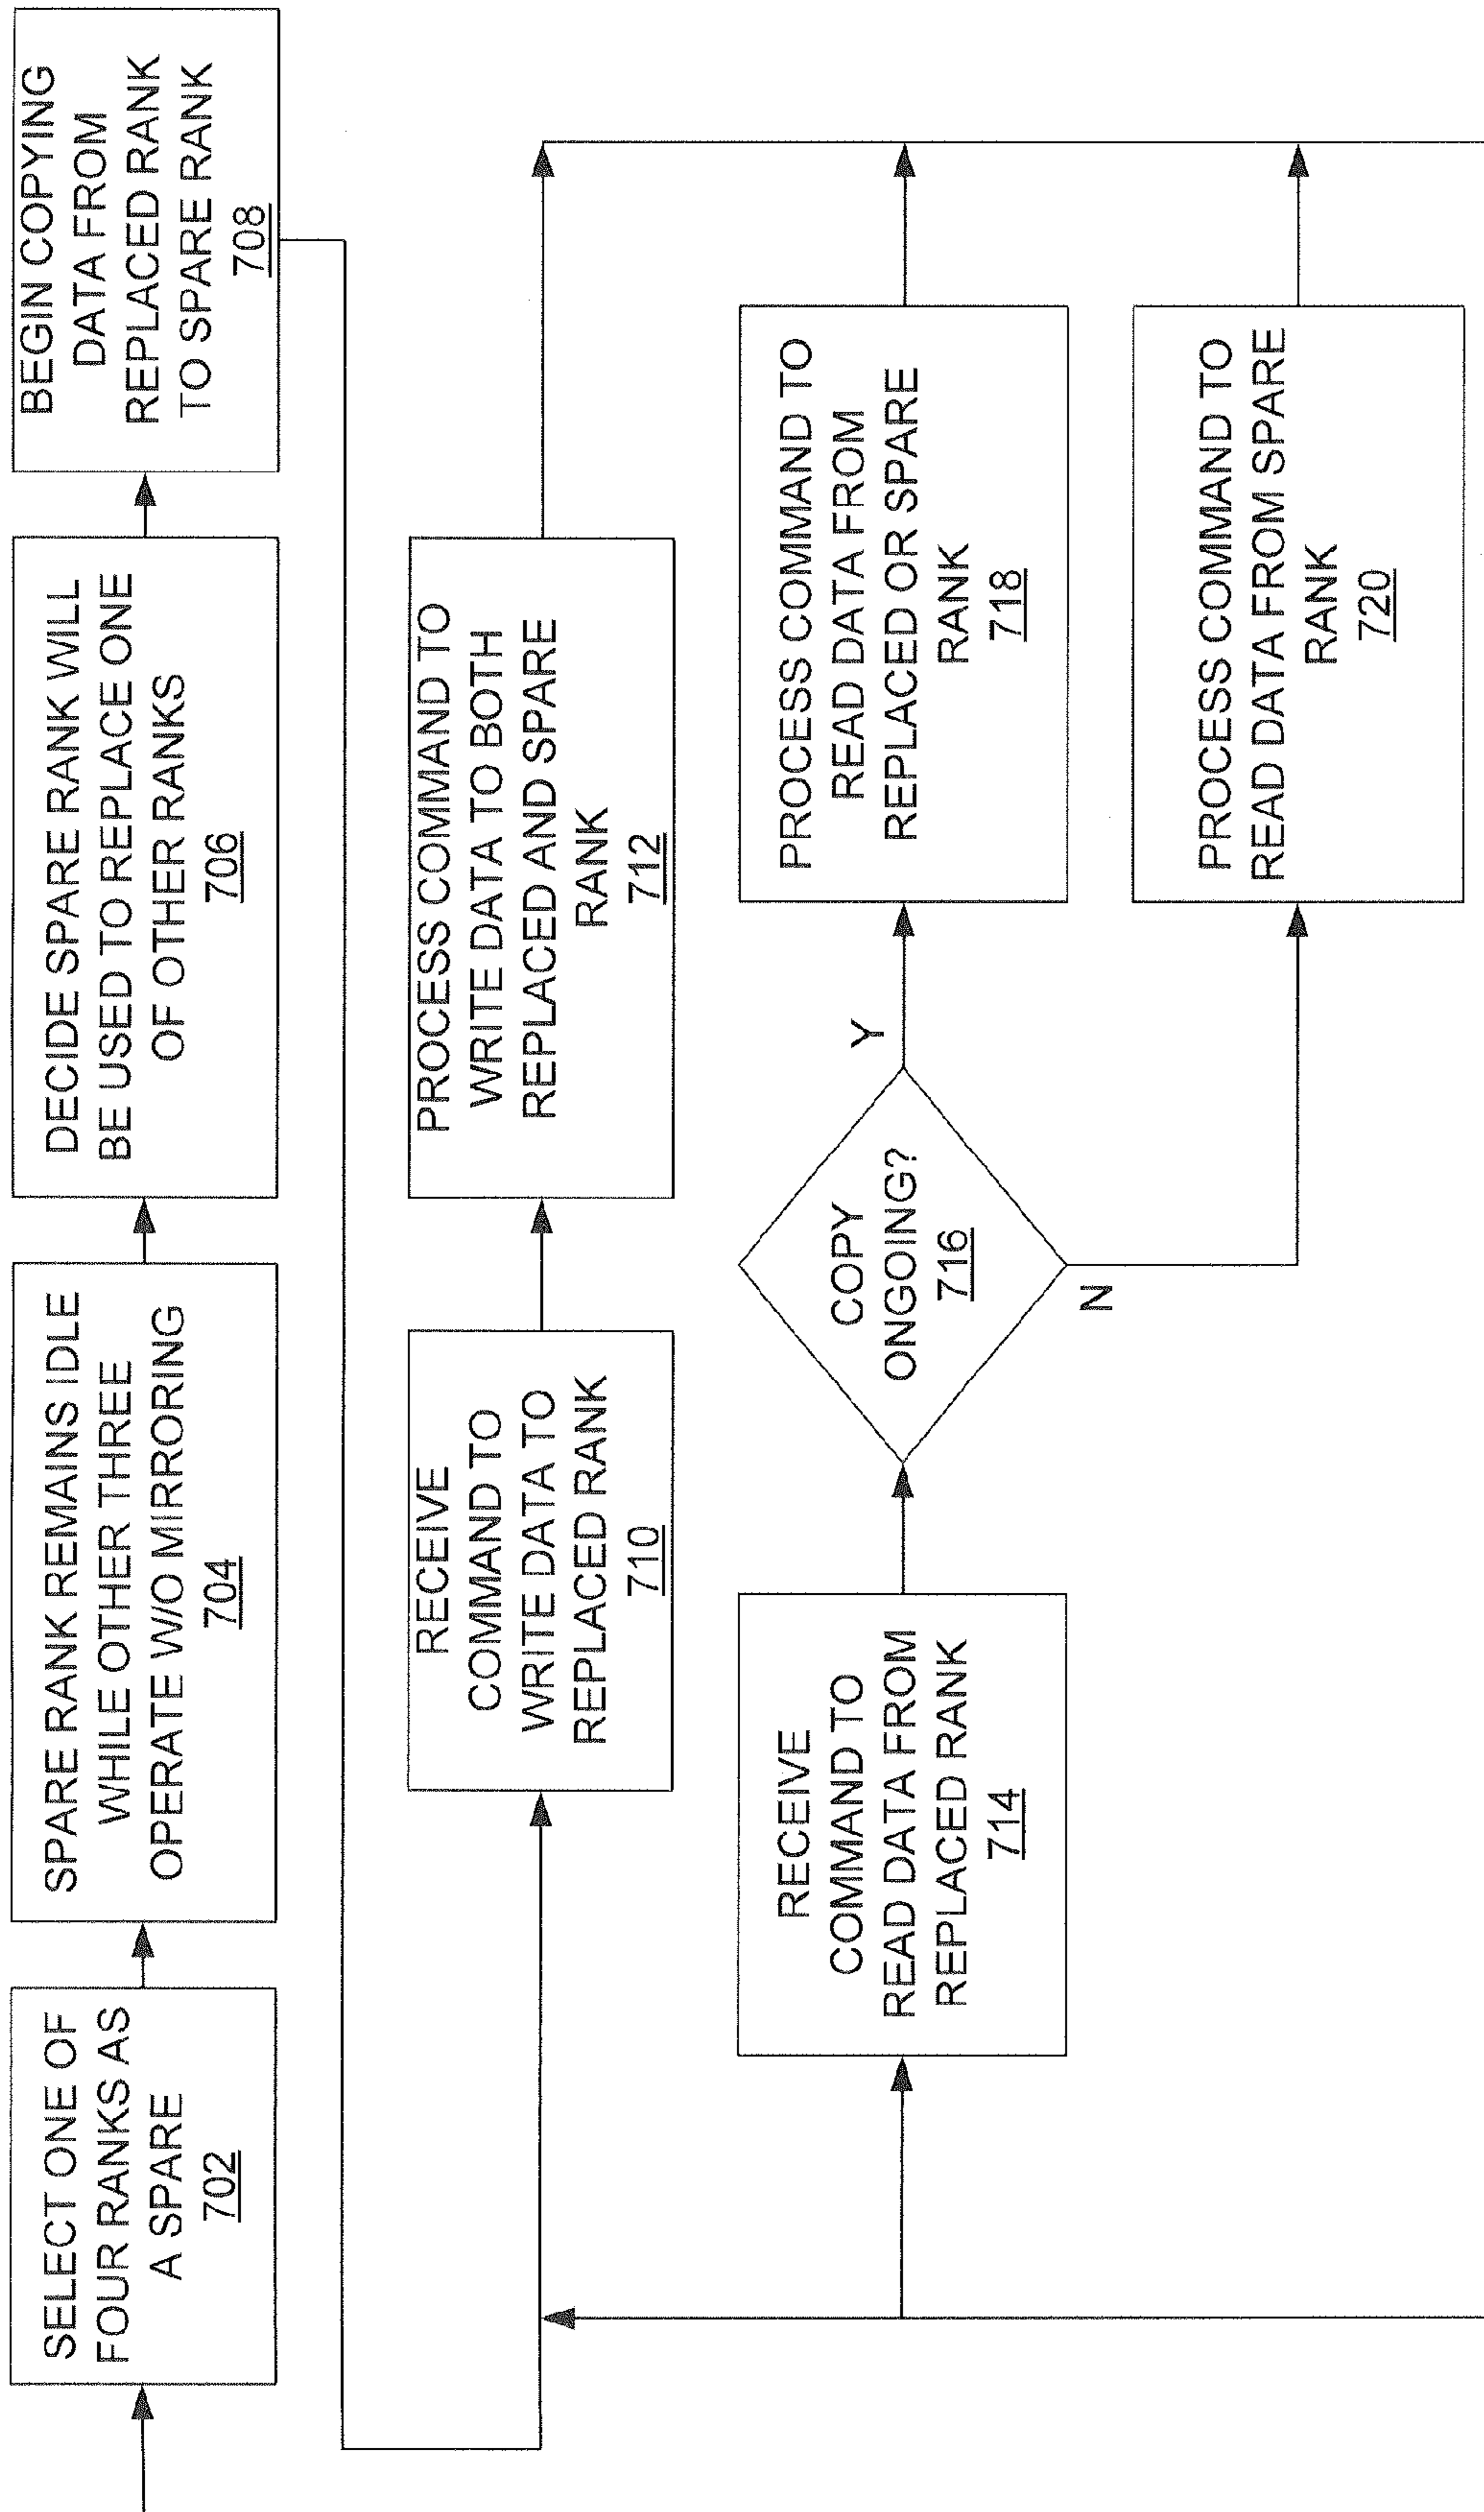 SELECT ONE OF
FOUR RANKS AS
A SPARE
702
SPARE RANK REMAINS IDLE
WHILE OTHER THREE
OPERATE W/O MIRRORING
704
DECIDE SPARE RANK WILL
BE USED TO REPLACE ONE
OF OTHER RANKS
706
BEGIN COPYING
DATA FROM
REPLACED RANK
TO SPARE RANK
708
RECEIVE
COMMAND TO
WRITE DATA TO
REPLACED RANK
710
PROCESS COMMAND TO
WRITE DATA TO BOTH
REPLACED AND SPARE
RANK
712
RECEIVE
COMMAND TO
READ DATA FROM
REPLACED RANK
714
COPY
ONGOING?
716
Y
N
PROCESS COMMAND TO
READ DATA FROM
REPLACED OR SPARE
RANK
718
PROCESS COMMAND TO
READ DATA FROM SPARE
RANK
720